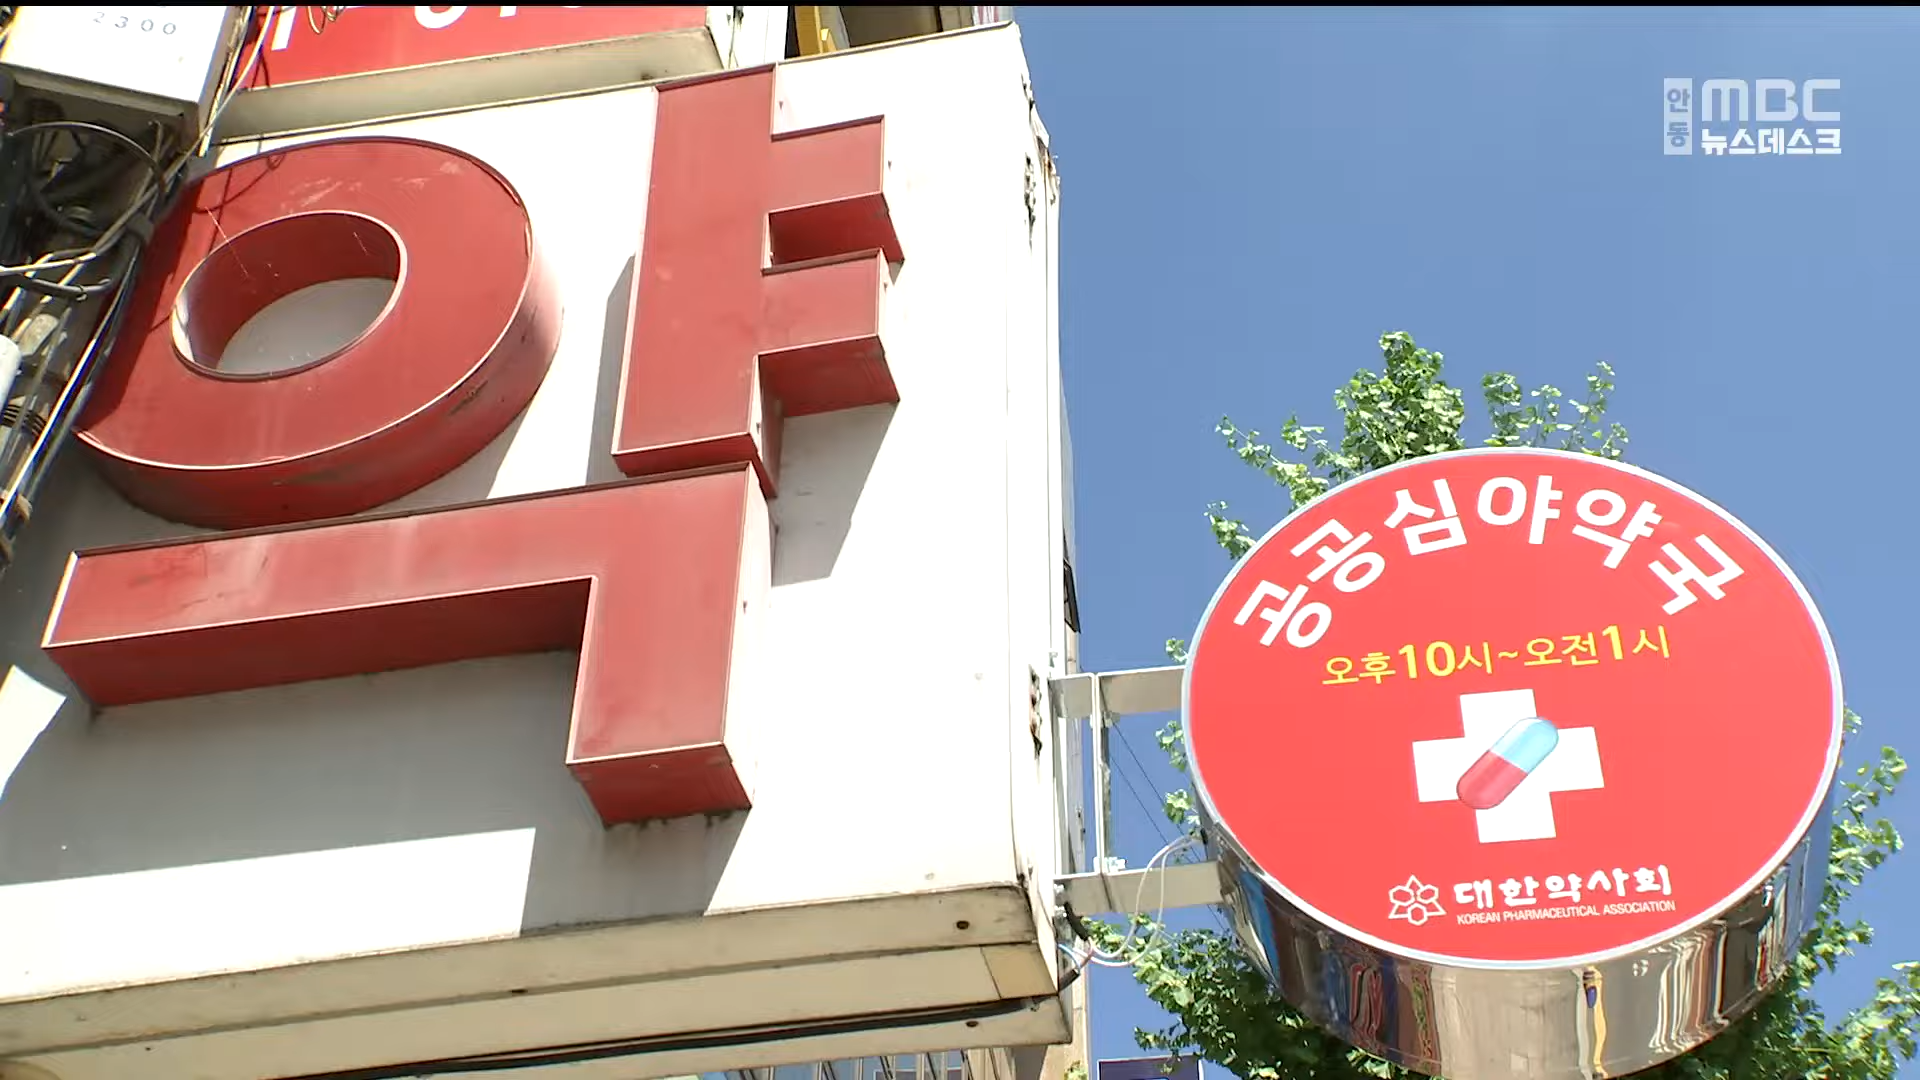 2300
안동
MBC
뉴스데스크
약
공공심야약국
오후10시~오전1시
대한약사회
KOREAN PHARMACEUTICAL ASSOCIATION